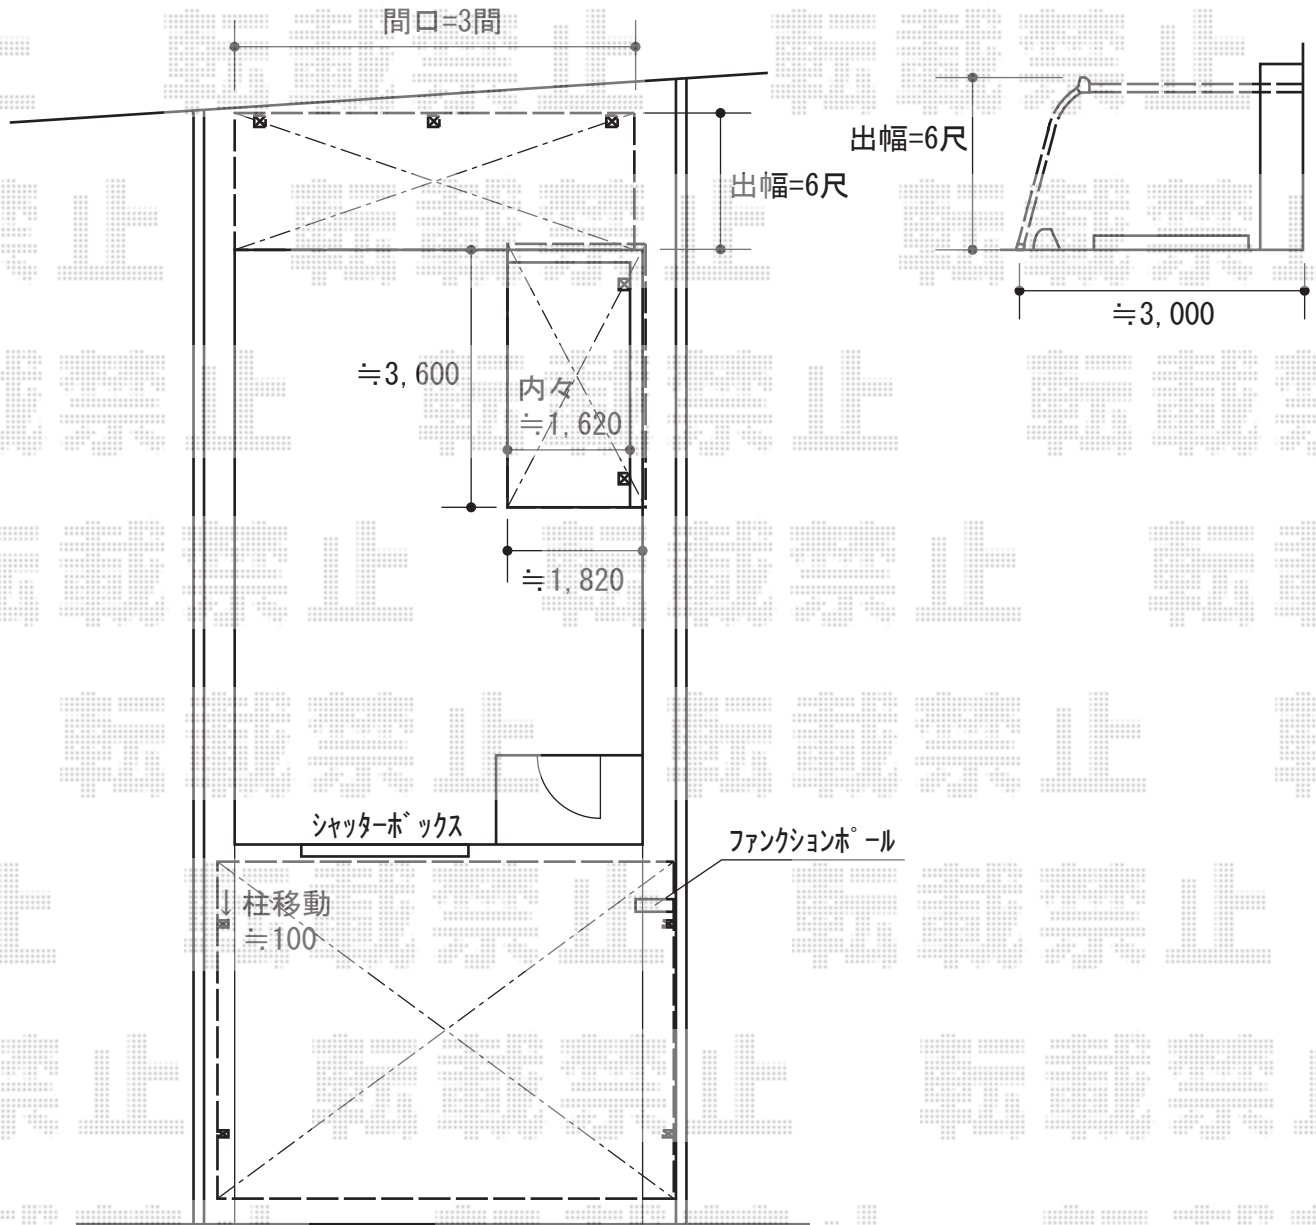 間口=3間
出幅=6尺
出幅=6尺
≒3,000
≒3,600
内々
≒1,620
≒1,820
シャッターボックス
ファンクションポール
↓柱移動
≒100
転載禁止